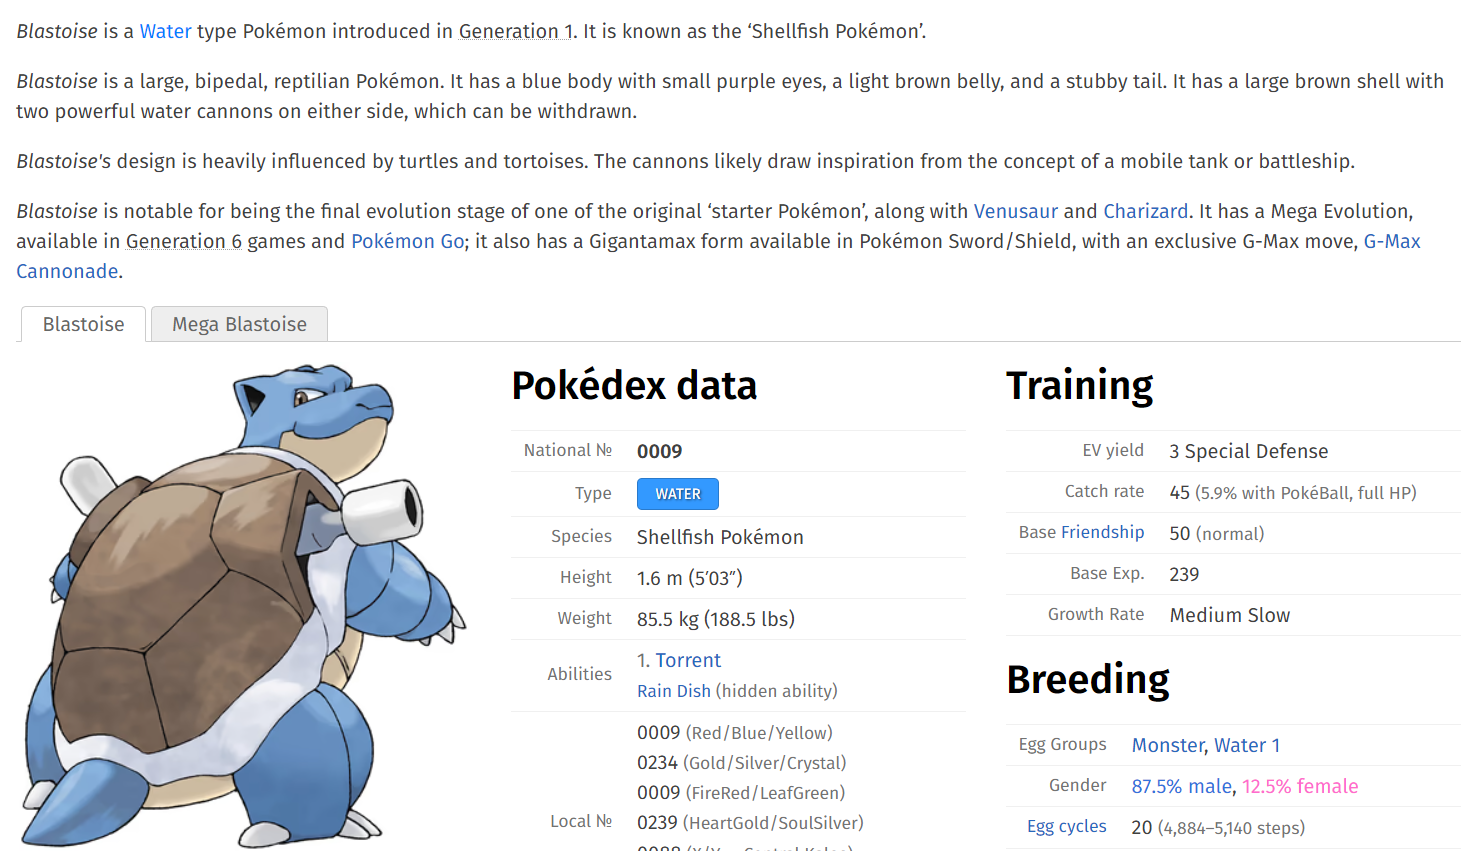 Blastoise is a Water type Pokémon introduced in Generation 1. It is known as the ‘Shellfish Pokémon’.
Blastoise is a large, bipedal, reptilian Pokémon. It has a blue body with small purple eyes, a light brown belly, and a stubby tail. It has a large brown shell with
two powerful water cannons on either side, which can be withdrawn.
Blastoise's design is heavily influenced by turtles and tortoises. The cannons likely draw inspiration from the concept of a mobile tank or battleship.
Blastoise is notable for being the final evolution stage of one of the original ‘starter Pokémon’, along with Venusaur and Charizard. It has a Mega Evolution,
available in Generation 6 games and Pokémon Go; it also has a Gigantamax form available in Pokémon Sword/Shield, with an exclusive G-Max move, G-Max
Cannonade.
Blastoise
Mega Blastoise
Pokédex data
National № 0009
Type WATER
Species Shellfish Pokémon
Height 1.6 m (5′03″)
Weight 85.5 kg (188.5 lbs)
Abilities
1. Torrent
Rain Dish (hidden ability)
Local №
0009 (Red/Blue/Yellow)
0234 (Gold/Silver/Crystal)
0009 (FireRed/LeafGreen)
0239 (HeartGold/SoulSilver)
Training
EV yield 3 Special Defense
Catch rate 45 (5.9% with PokéBall, full HP)
Base Friendship 50 (normal)
Base Exp. 239
Growth Rate Medium Slow
Breeding
Egg Groups Monster, Water 1
Gender 87.5% male, 12.5% female
Egg cycles 20 (4,884–5,140 steps)